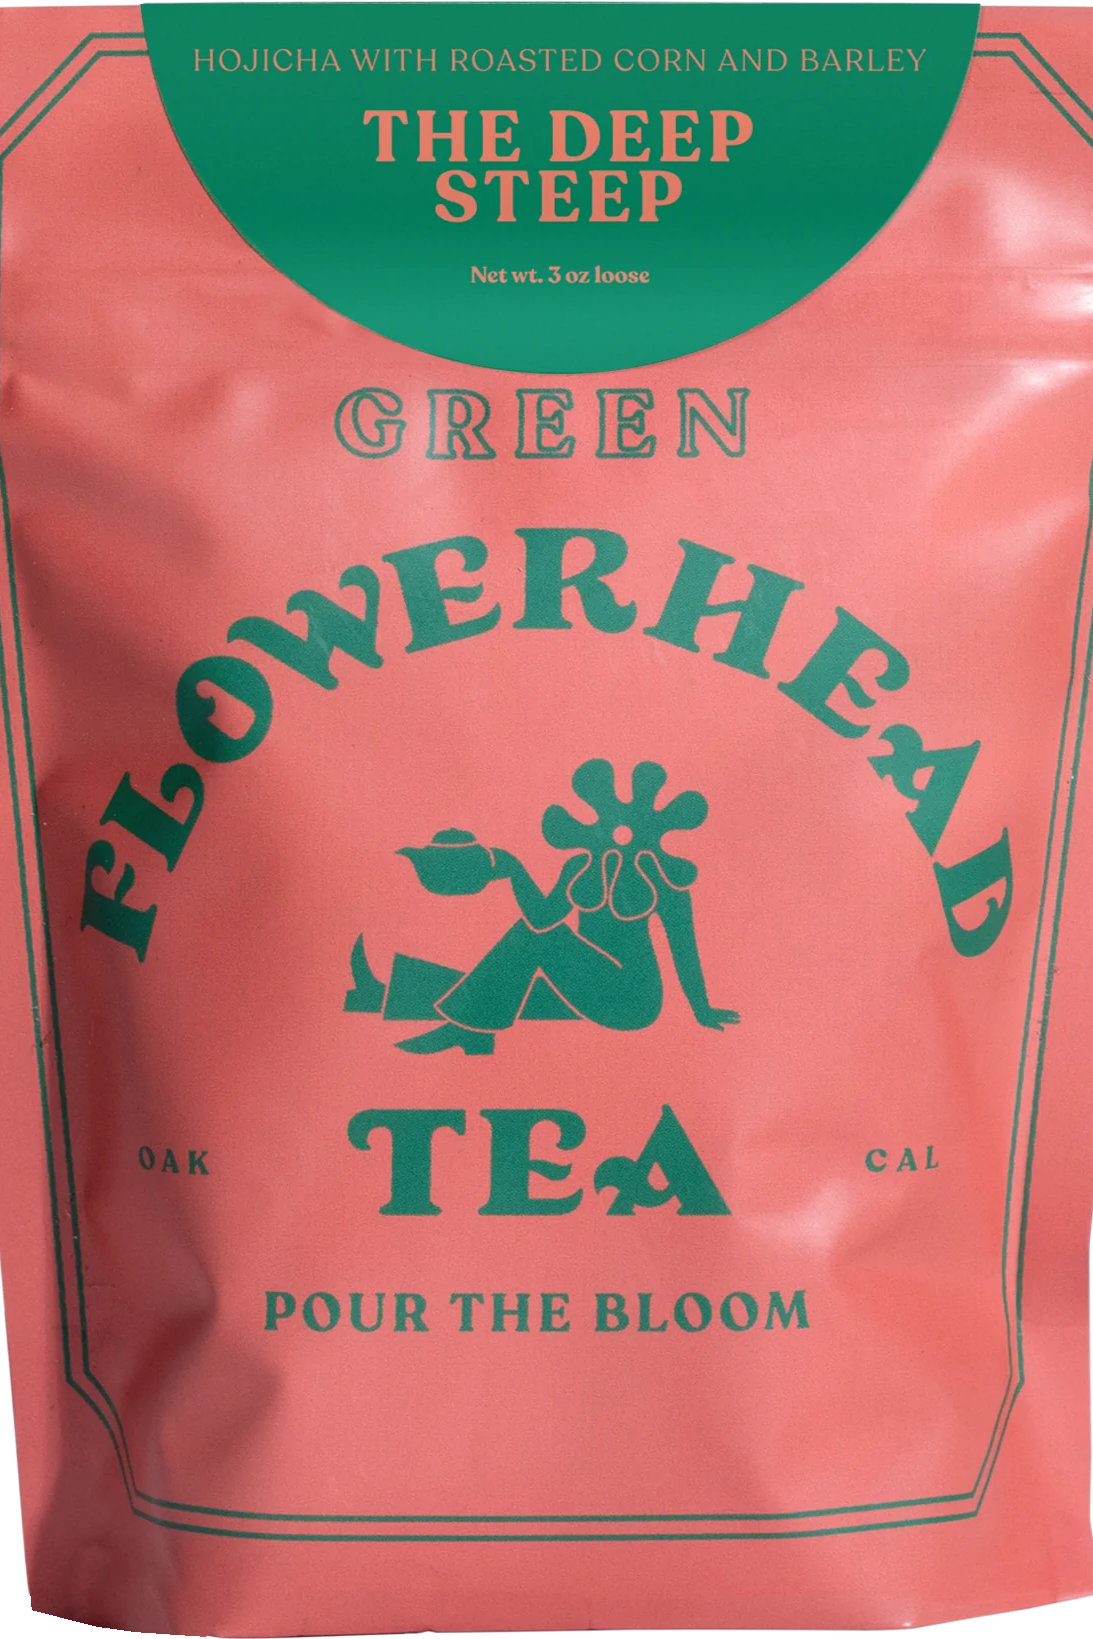 HOJICHA WITH ROASTED CORN AND BARLEY
THE DEEP
STEEP
Net wt. 3 oz loose
GREEN
FLOWERHEAD
TEA
OAK
CAL
POUR THE BLOOM